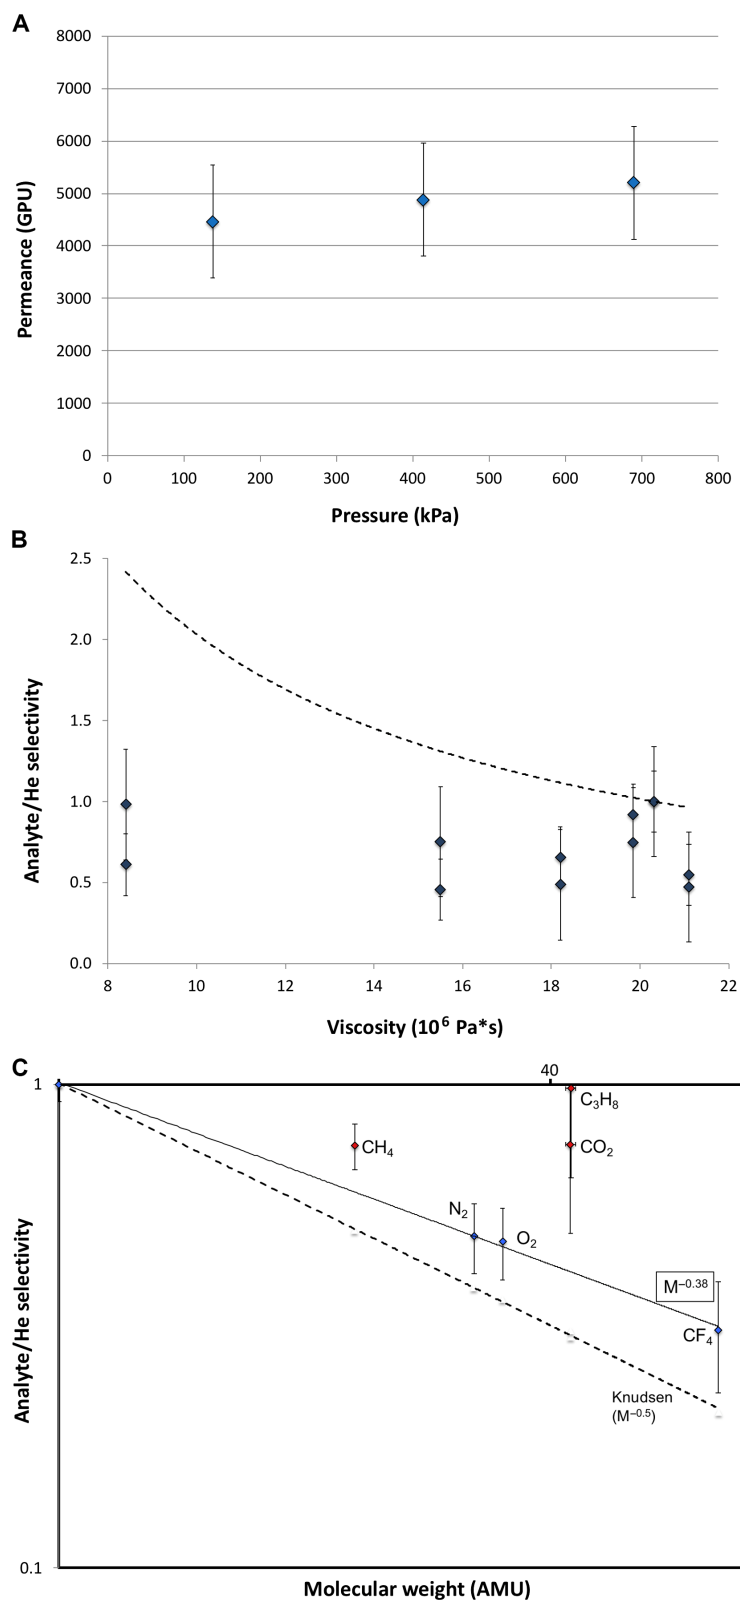 A
8000
7000
6000
5000
4000
3000
2000
1000
0
Permeance (GPU)
0 100 200 300 400 500 600 700 800
Pressure (kPa)
B
2.5
2.0
1.5
1.0
0.5
0.0
Analyte/He selectivity
8 10 12 14 16 18 20 22
Viscosity (10⁶ Pa*s)
C
40
1
C₃H₈
CH₄
CO₂
N₂
O₂
M⁻⁰·³⁸
CF₄
Knudsen
(M⁻⁰·⁵)
Analyte/He selectivity
0.1
Molecular weight (AMU)